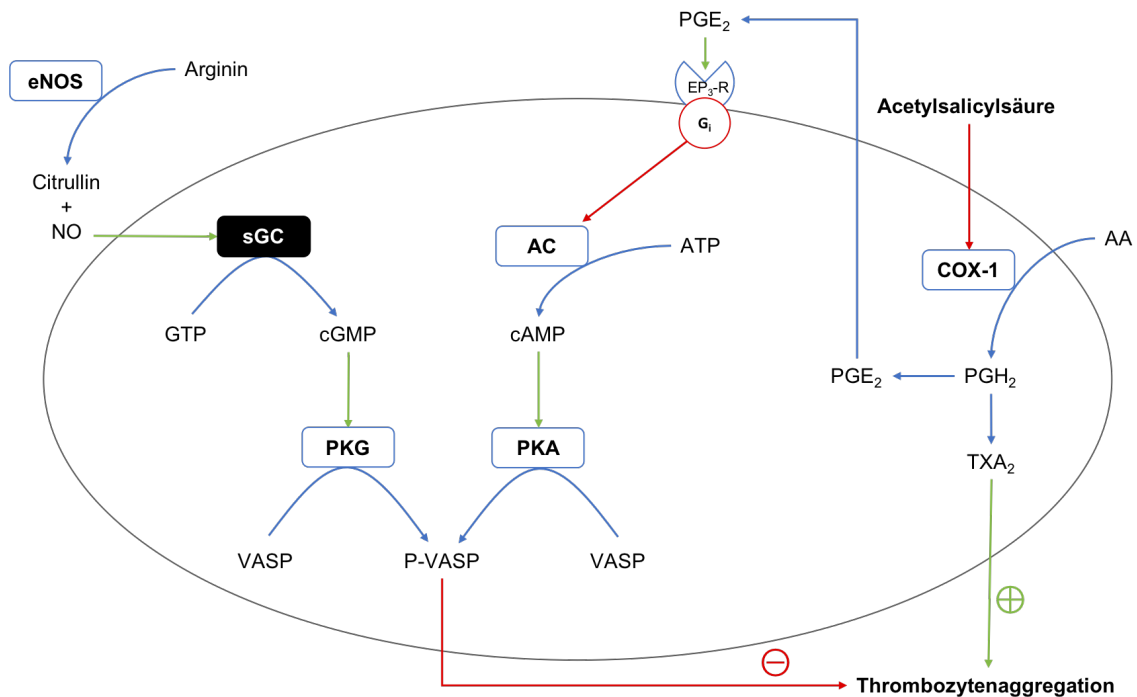 PGE₂
eNOS
Arginin
EP₃-R
Gᵢ
Acetylsalicylsäure
Citrullin
+
NO
sGC
AC
ATP
COX-1
AA
GTP
cGMP
cAMP
PGE₂
PGH₂
PKG
PKA
TXA₂
VASP
P-VASP
VASP
+
−
Thrombozytenaggregation